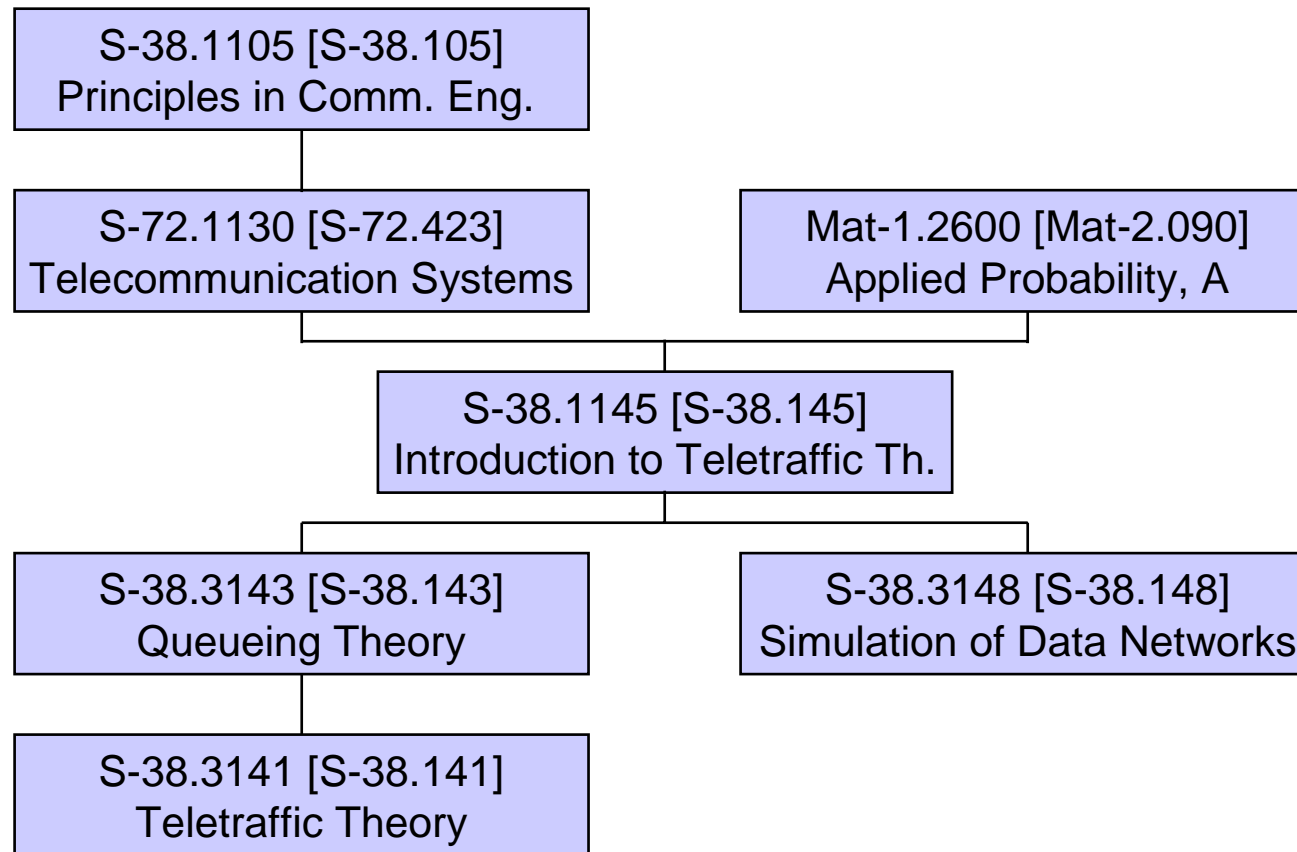 S-38.1105 [S-38.105]
Principles in Comm. Eng.
S-72.1130 [S-72.423]
Telecommunication Systems
Mat-1.2600 [Mat-2.090]
Applied Probability, A
S-38.1145 [S-38.145]
Introduction to Teletraffic Th.
S-38.3143 [S-38.143]
Queueing Theory
S-38.3148 [S-38.148]
Simulation of Data Networks
S-38.3141 [S-38.141]
Teletraffic Theory